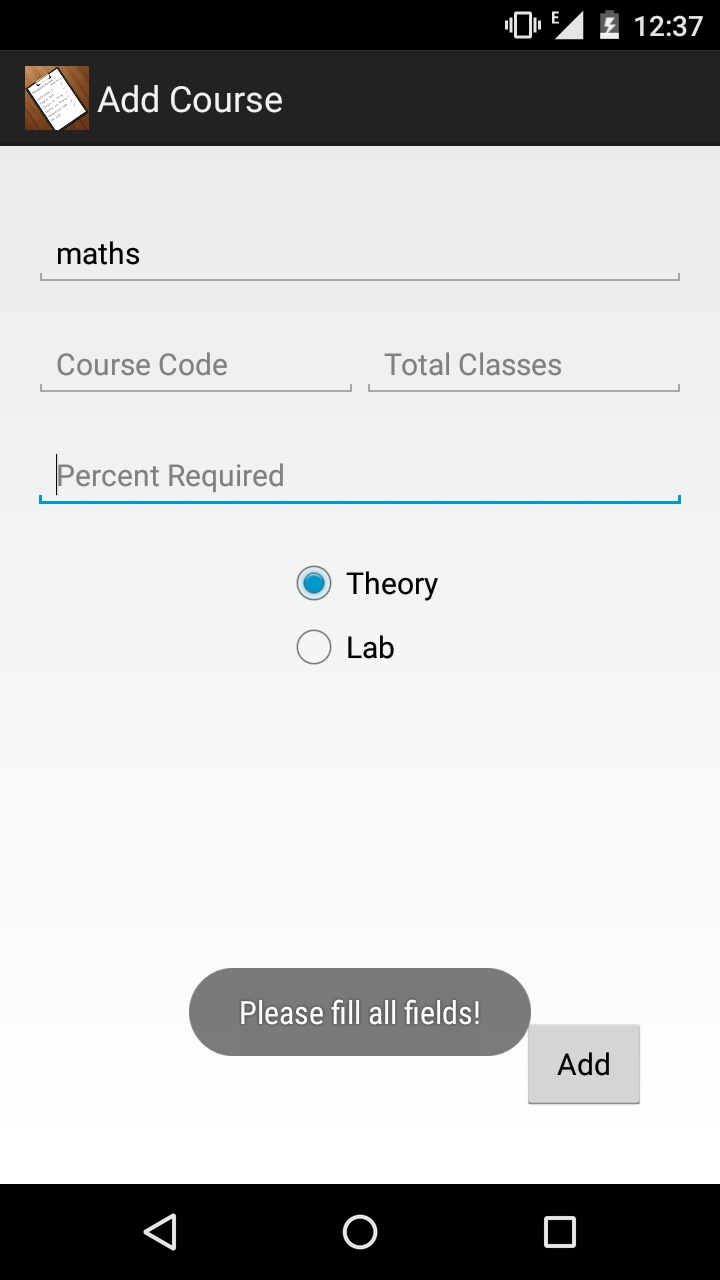 E 12:37
Add Course
maths
Course Code Total Classes
Percent Required
Theory
Lab
Please fill all fields!
Add